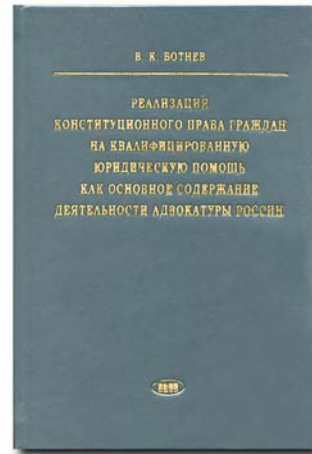 В. К. БОТНЕВ
РЕАЛИЗАЦИЯ
КОНСТИТУЦИОННОГО ПРАВА ГРАЖДАН
НА КВАЛИФИЦИРОВАННУЮ
ЮРИДИЧЕСКУЮ ПОМОЩЬ
КАК ОСНОВНОЕ СОДЕРЖАНИЕ
ДЕЯТЕЛЬНОСТИ АДВОКАТУРЫ РОССИИ